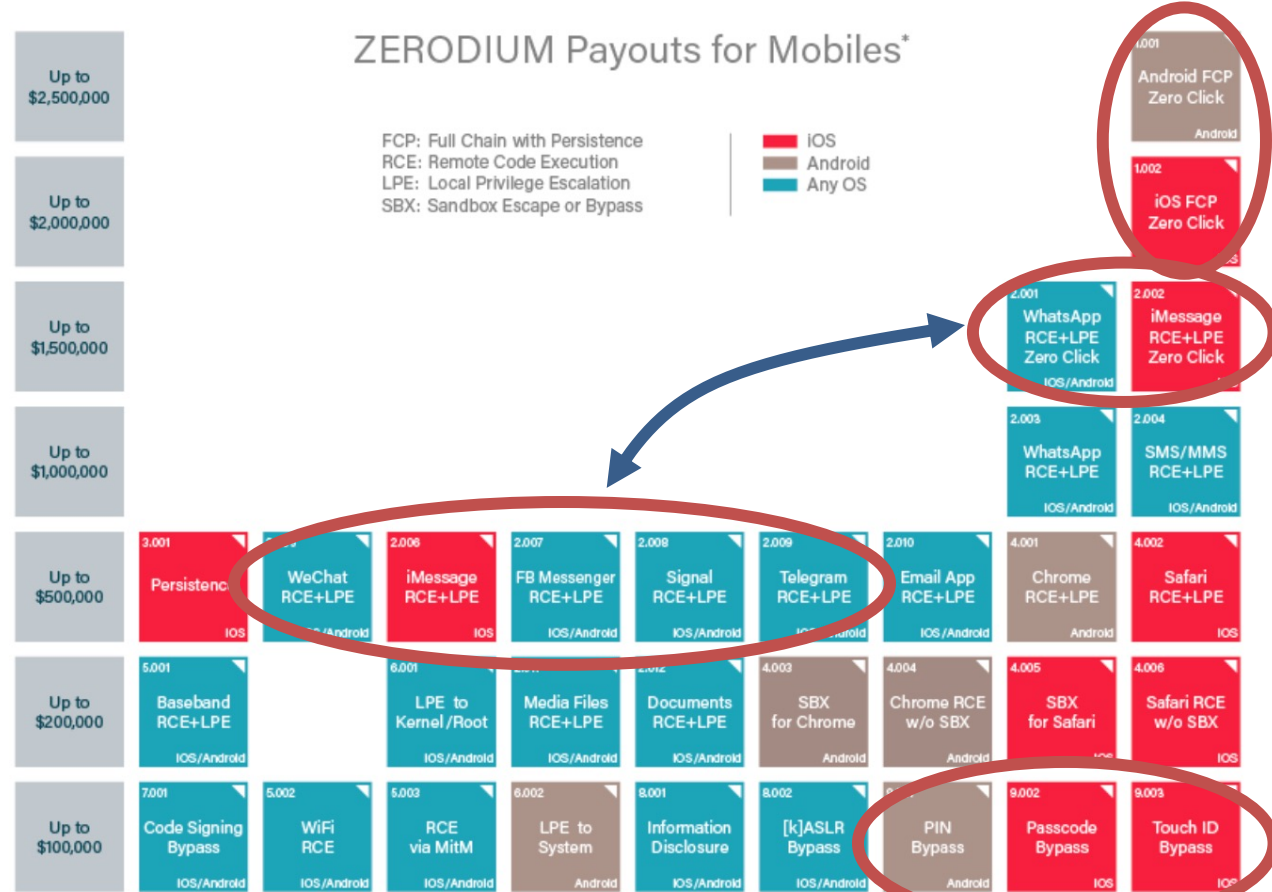 ZERODIUM Payouts for Mobiles*
FCP: Full Chain with Persistence
RCE: Remote Code Execution
LPE: Local Privilege Escalation
SBX: Sandbox Escape or Bypass
iOS
Android
Any OS
Up to
$2,500,000
1.001
Android FCP
Zero Click
Android
Up to
$2,000,000
1.002
iOS FCP
Zero Click
Up to
$1,500,000
2.001
WhatsApp
RCE+LPE
Zero Click
IOS/Android
2.002
iMessage
RCE+LPE
Zero Click
Up to
$1,000,000
2.003
WhatsApp
RCE+LPE
IOS/Android
2.004
SMS/MMS
RCE+LPE
IOS/Android
Up to
$500,000
3.001
Persistenc
IOS
WeChat
RCE+LPE
IOS/Android
2.006
iMessage
RCE+LPE
IOS
2.007
FB Messenger
RCE+LPE
IOS/Android
2.008
Signal
RCE+LPE
IOS/Android
2.009
Telegram
RCE+LPE
IOS/Android
2.010
Email App
RCE+LPE
IOS/Android
4.001
Chrome
RCE+LPE
Android
4.002
Safari
RCE+LPE
IOS
Up to
$200,000
5.001
Baseband
RCE+LPE
IOS/Android
6.001
LPE to
Kernel/Root
IOS/Android
Media Files
RCE+LPE
IOS/Android
2.012
Documents
RCE+LPE
IOS/Android
4.003
SBX
for Chrome
Android
4.004
Chrome RCE
w/o SBX
Android
4.005
SBX
for Safari
IOS
4.006
Safari RCE
w/o SBX
IOS
Up to
$100,000
7.001
Code Signing
Bypass
IOS/Android
5.002
WiFi
RCE
IOS/Android
5.003
RCE
via MitM
IOS/Android
6.002
LPE to
System
Android
8.001
Information
Disclosure
IOS/Android
8.002
[k]ASLR
Bypass
IOS/Android
PIN
Bypass
Android
9.002
Passcode
Bypass
IOS
9.003
Touch ID
Bypass
IOS